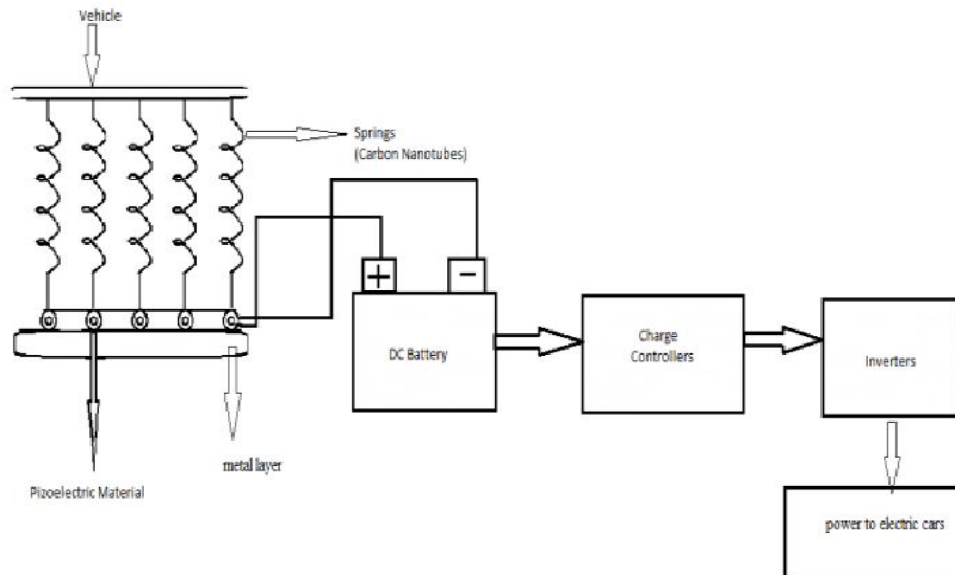 Vehicle
Springs
(Carbon Nanotubes)
+
−
DC Battery
Charge
Controllers
Inverters
metal layer
Pizoelectric Material
power to electric cars